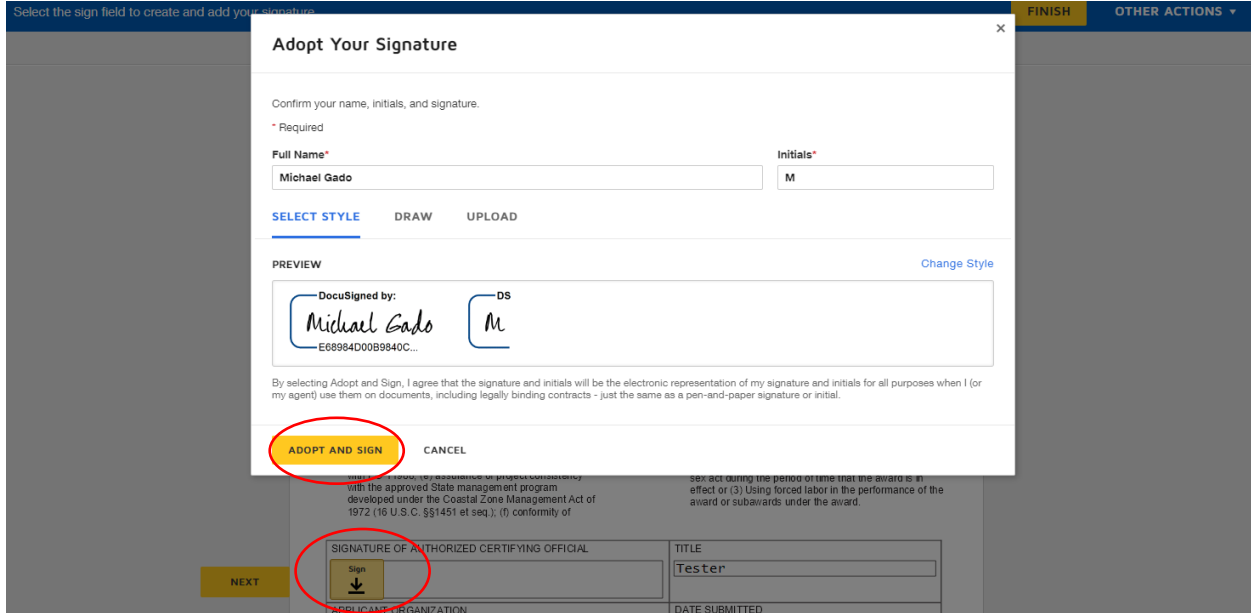 Select the sign field to create and add your signature
FINISH
OTHER ACTIONS
Adopt Your Signature
Confirm your name, initials, and signature.
* Required
Full Name*
Initials*
Michael Gado
M
SELECT STYLE
DRAW
UPLOAD
PREVIEW
Change Style
DocuSigned by:
Michael Gado
E68984D00B9840C...
DS
M
By selecting Adopt and Sign, I agree that the signature and initials will be the electronic representation of my signature and initials for all purposes when I (or
my agent) use them on documents, including legally binding contracts - just the same as a pen-and-paper signature or initial.
ADOPT AND SIGN
CANCEL
assurance of project consistency
with the approved State management program
developed under the Coastal Zone Management Act of
1972 (16 U.S.C. §§1451 et seq.); (f) conformity of
sex act during the period of time that the award is in
effect or (3) Using forced labor in the performance of the
award or subawards under the award.
SIGNATURE OF AUTHORIZED CERTIFYING OFFICIAL
TITLE
Sign
Tester
NEXT
APPLICANT ORGANIZATION
DATE SUBMITTED